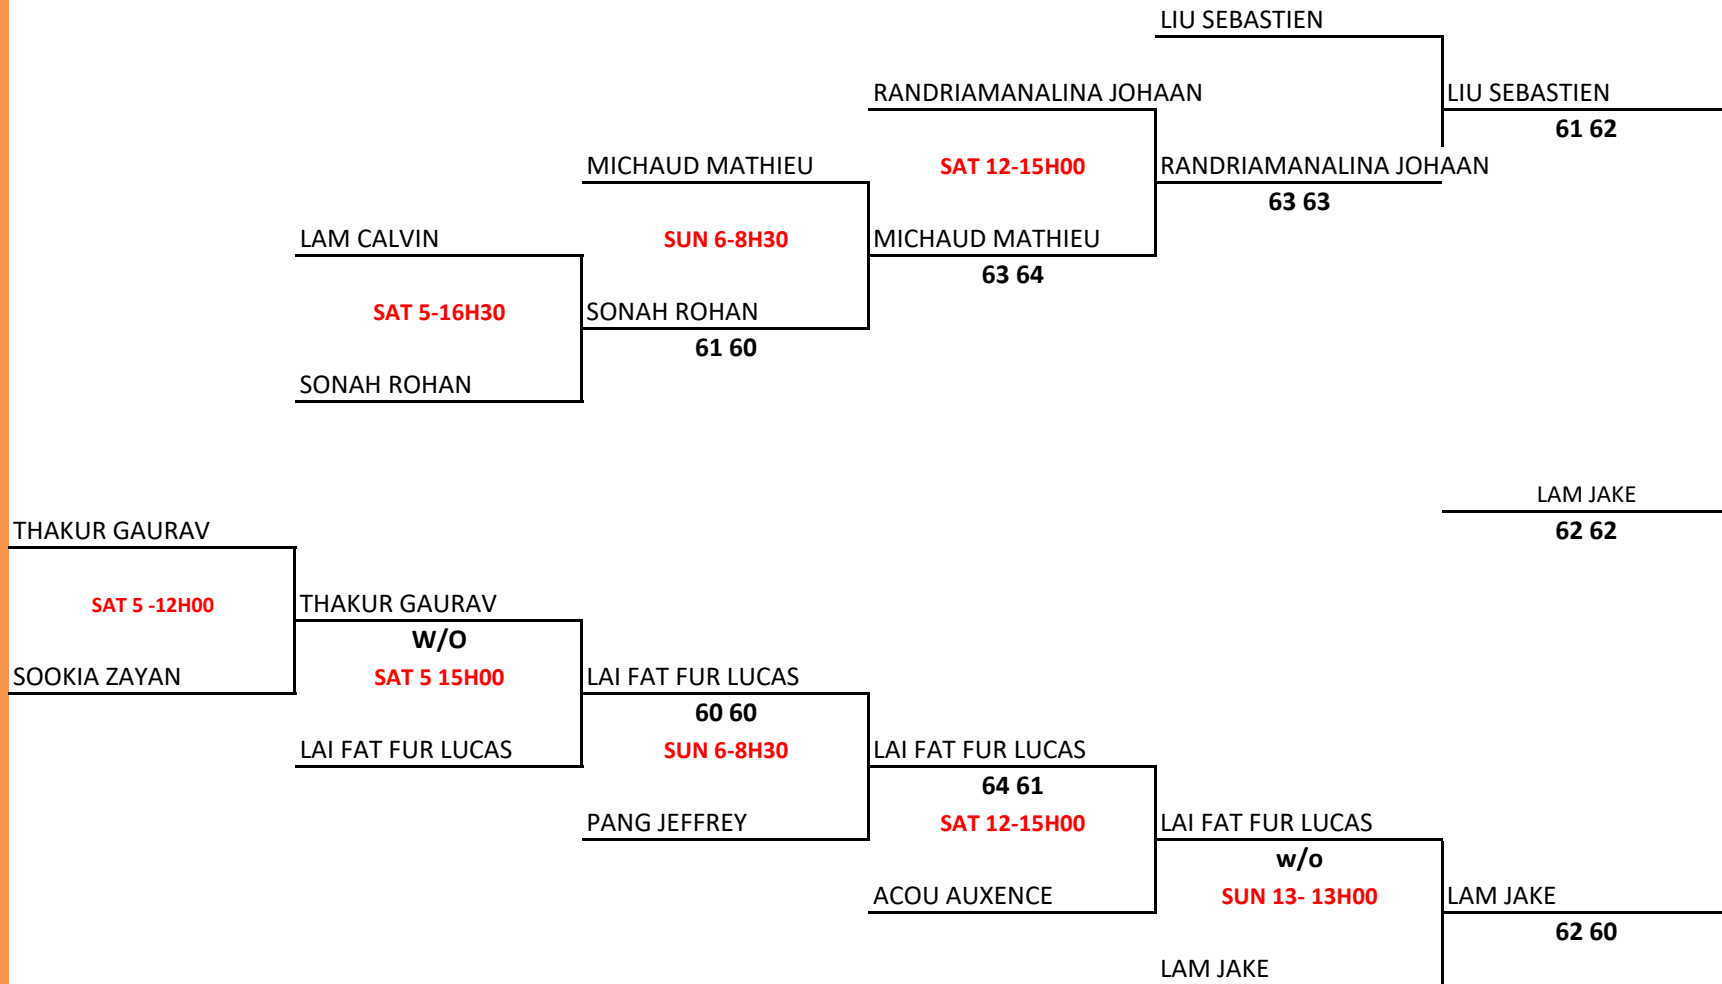 LIU SEBASTIEN
RANDRIAMANALINA JOHAAN
LIU SEBASTIEN
61 62
MICHAUD MATHIEU
SAT 12-15H00
RANDRIAMANALINA JOHAAN
63 63
LAM CALVIN
SUN 6-8H30
MICHAUD MATHIEU
63 64
SAT 5-16H30
SONAH ROHAN
61 60
SONAH ROHAN
LAM JAKE
62 62
THAKUR GAURAV
SAT 5 -12H00
THAKUR GAURAV
W/O
SOOKIA ZAYAN
SAT 5 15H00
LAI FAT FUR LUCAS
60 60
LAI FAT FUR LUCAS
SUN 6-8H30
LAI FAT FUR LUCAS
64 61
PANG JEFFREY
SAT 12-15H00
LAI FAT FUR LUCAS
w/o
ACOU AUXENCE
SUN 13- 13H00
LAM JAKE
62 60
LAM JAKE